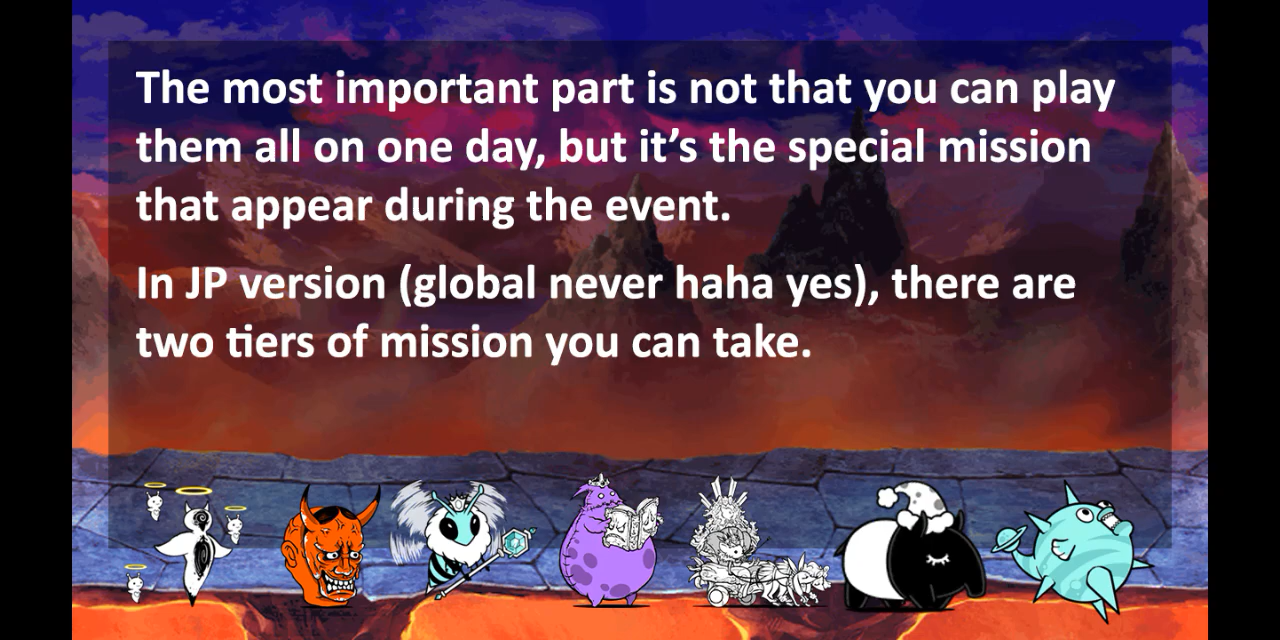 The most important part is not that you can play
them all on one day, but it’s the special mission
that appear during the event.
In JP version (global never haha yes), there are
two tiers of mission you can take.